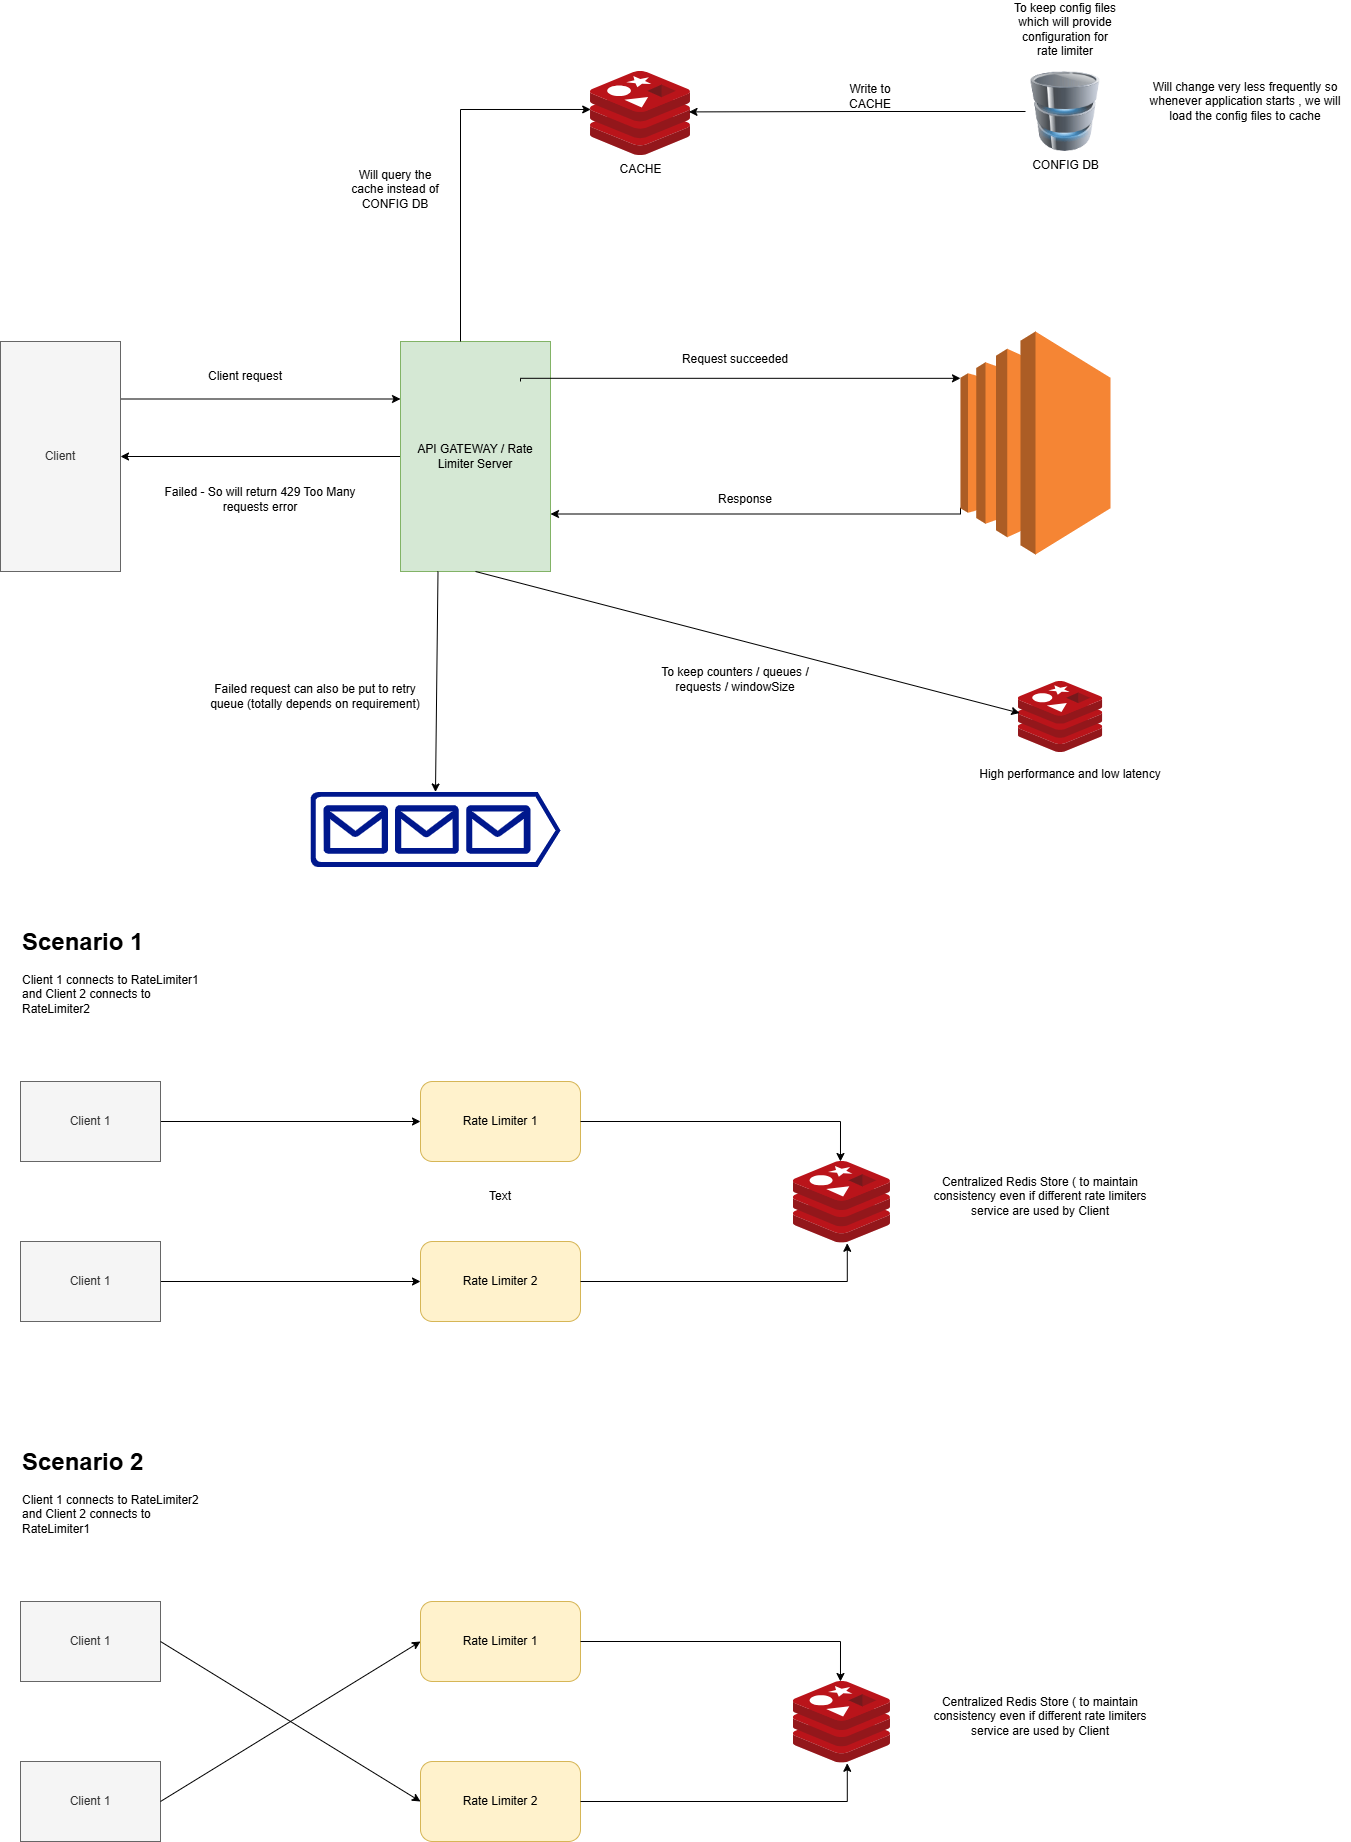 To keep config files
which will provide
configuration for
rate limiter
Write to
CACHE
Will change very less frequently so
whenever application starts , we will
load the config files to cache
CACHE
CONFIG DB
Will query the
cache instead of
CONFIG DB
Client request
Request succeeded
Client
API GATEWAY / Rate
Limiter Server
Failed - So will return 429 Too Many
requests error
Response
To keep counters / queues /
requests / windowSize
Failed request can also be put to retry
queue (totally depends on requirement)
High performance and low latency
Scenario 1
Client 1 connects to RateLimiter1
and Client 2 connects to
RateLimiter2
Client 1
Rate Limiter 1
Text
Centralized Redis Store ( to maintain
consistency even if different rate limiters
service are used by Client
Client 1
Rate Limiter 2
Scenario 2
Client 1 connects to RateLimiter2
and Client 2 connects to
RateLimiter1
Client 1
Rate Limiter 1
Centralized Redis Store ( to maintain
consistency even if different rate limiters
service are used by Client
Client 1
Rate Limiter 2